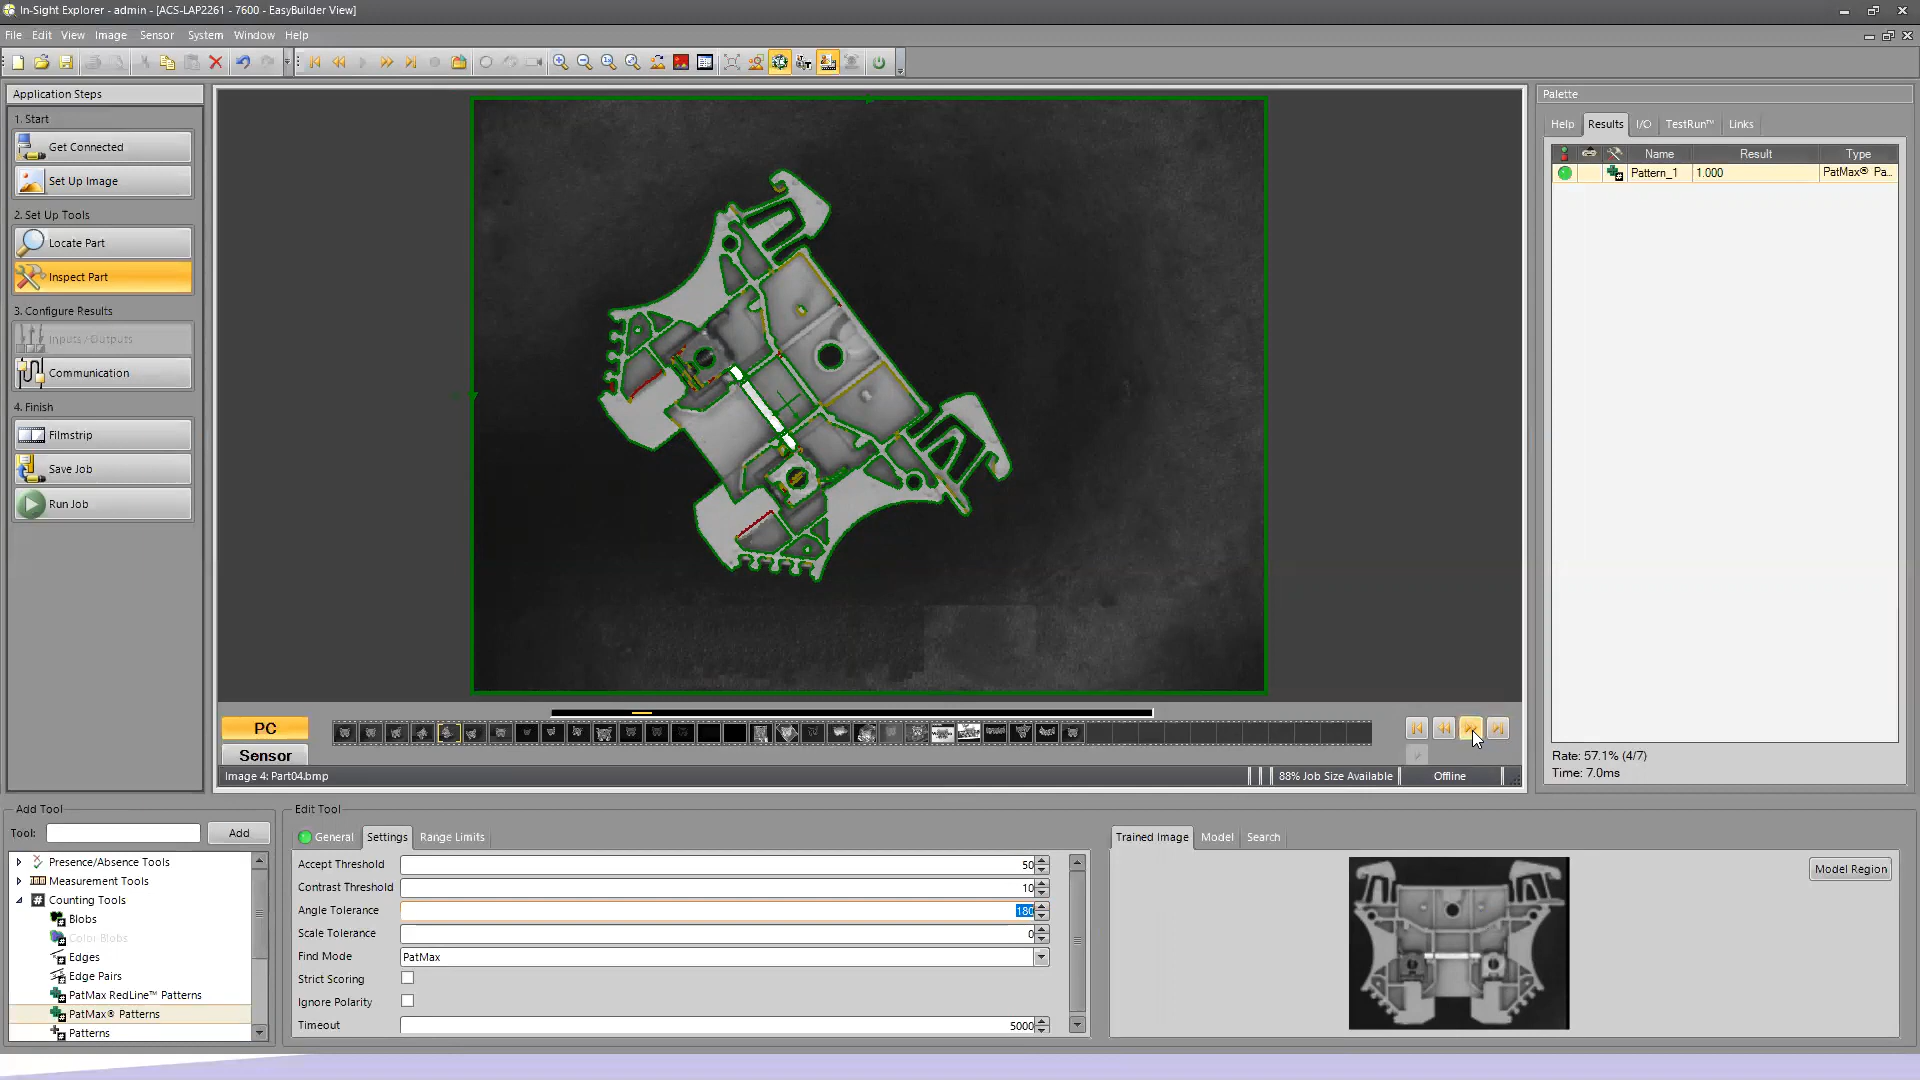 In-Sight Explorer - admin - [ACS-LAP2261 - 7600 - EasyBuilder View]
File Edit View Image Sensor System Window Help
Application Steps
1. Start
Get Connected
Set Up Image
2. Set Up Tools
Locate Part
Inspect Part
3. Configure Results
Inputs/Outputs
Communication
4. Finish
Filmstrip
Save Job
Run Job
PC
Sensor
Image 4: Part04.bmp
88% Job Size Available
Offline
Palette
Help Results I/O TestRun™ Links
Name Result Type
Pattern_1 1.000 PatMax® Pa...
Rate: 57.1% (4/7)
Time: 7.0ms
Add Tool
Tool:
Add
Presence/Absence Tools
Measurement Tools
Counting Tools
Blobs
Color Blobs
Edges
Edge Pairs
PatMax RedLine™ Patterns
PatMax® Patterns
Patterns
Edit Tool
General Settings Range Limits
Accept Threshold 50
Contrast Threshold 10
Angle Tolerance 180
Scale Tolerance 0
Find Mode PatMax
Strict Scoring
Ignore Polarity
Timeout 5000
Trained Image Model Search
Model Region